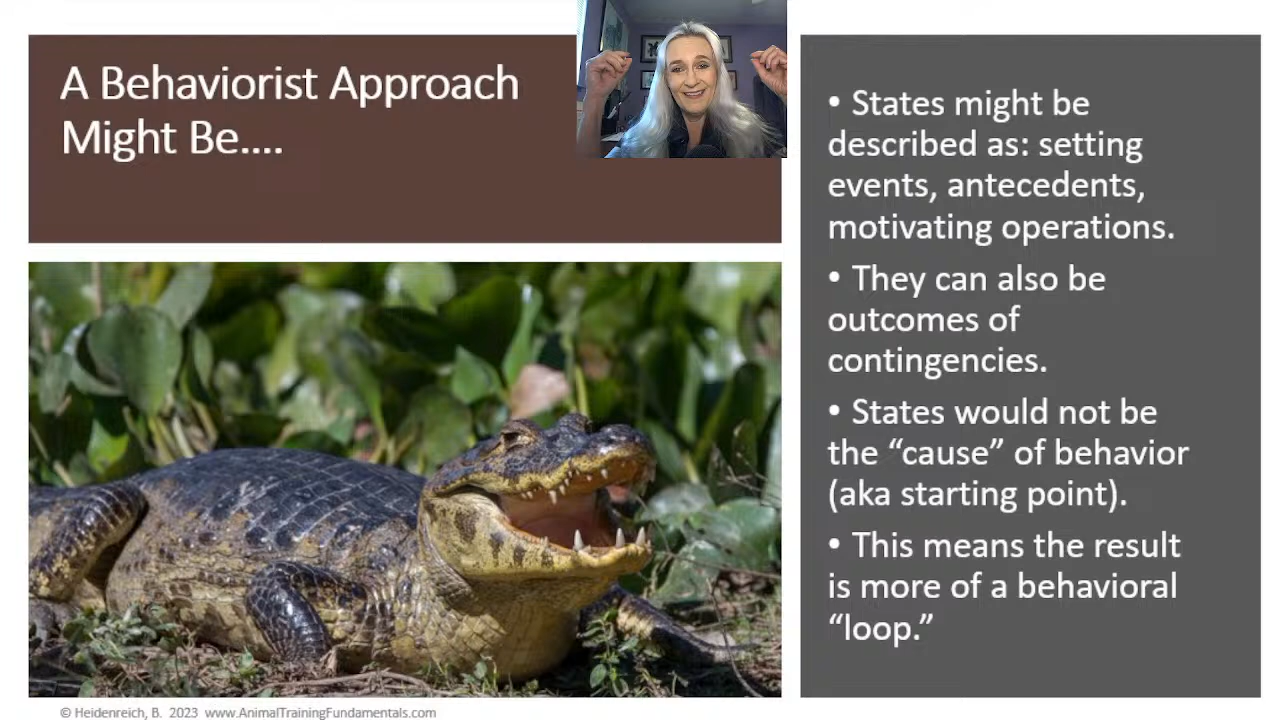 A Behaviorist Approach
Might Be....
• States might be
described as: setting
events, antecedents,
motivating operations.
• They can also be
outcomes of
contingencies.
• States would not be
the “cause” of behavior
(aka starting point).
• This means the result
is more of a behavioral
“loop.”
© Heidenreich, B. 2023 www.AnimalTrainingFundamentals.com